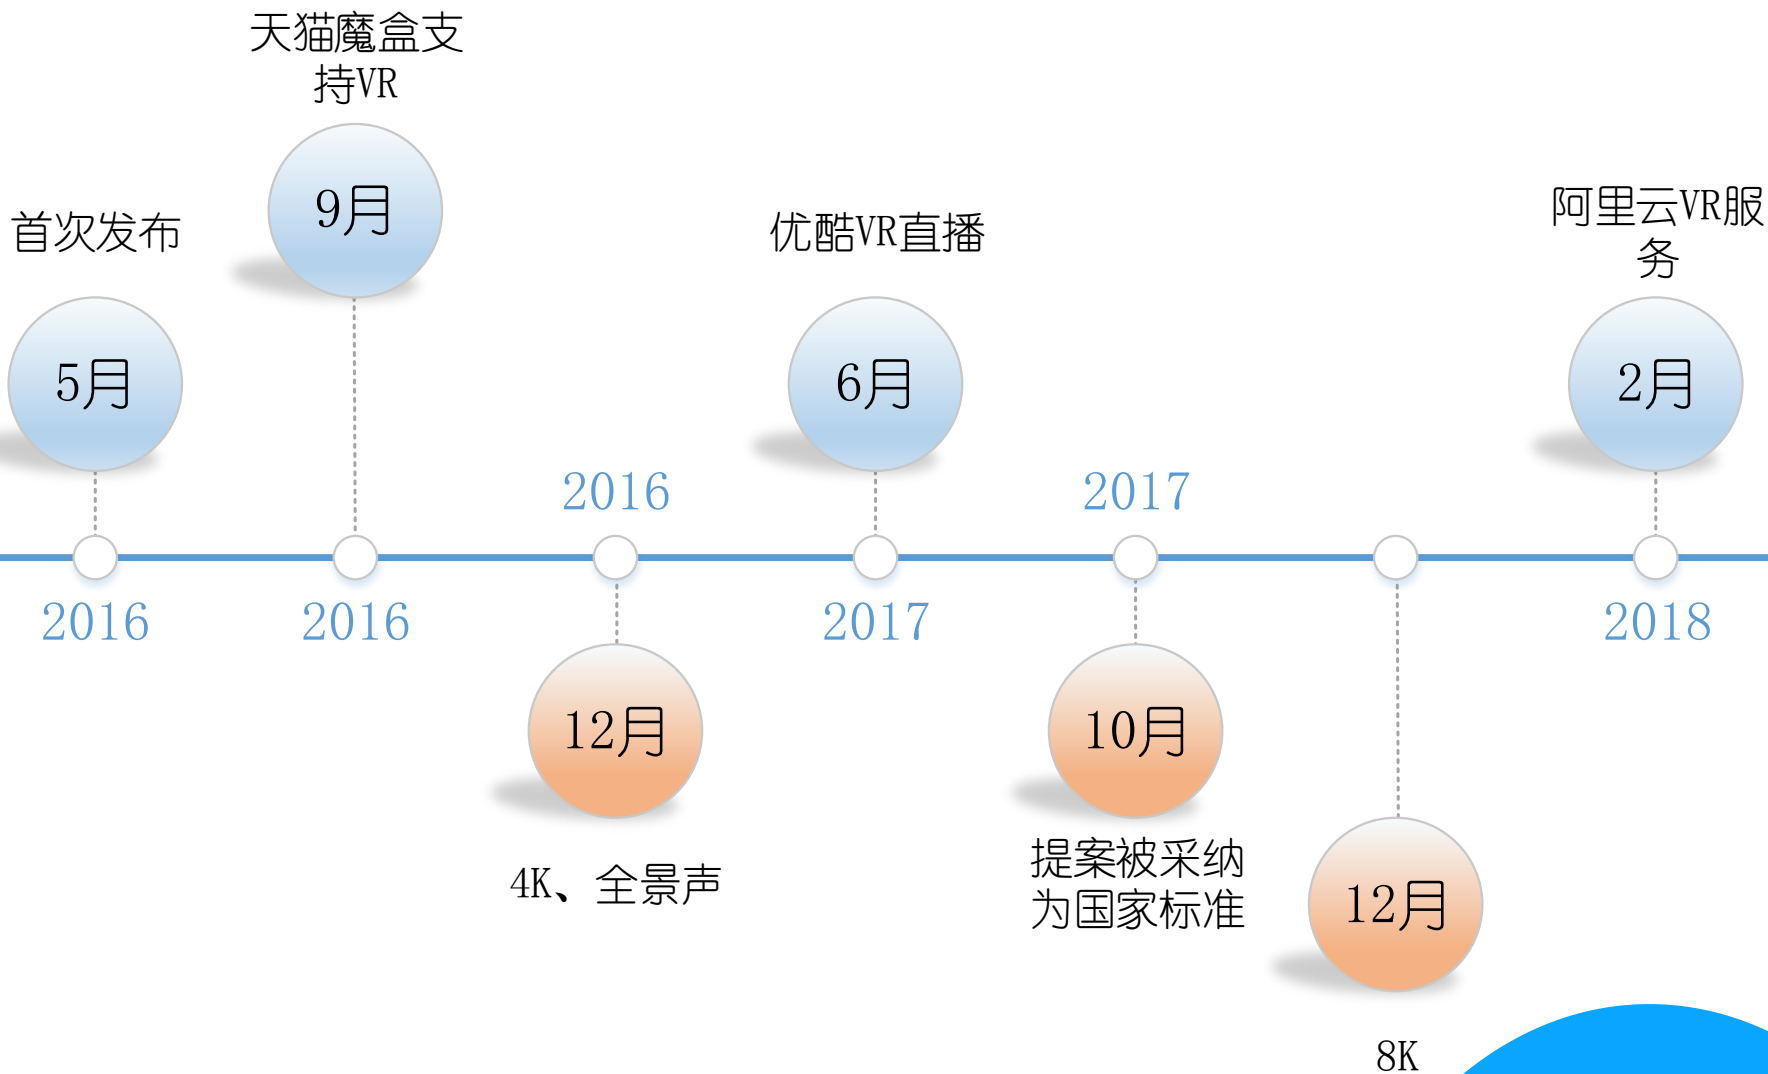 天猫魔盒支
持VR
9月
首次发布
5月
优酷VR直播
6月
阿里云VR服
务
2月
2016
2017
2016
2016
2017
2018
12月
4K、全景声
10月
提案被采纳
为国家标准
12月
8K